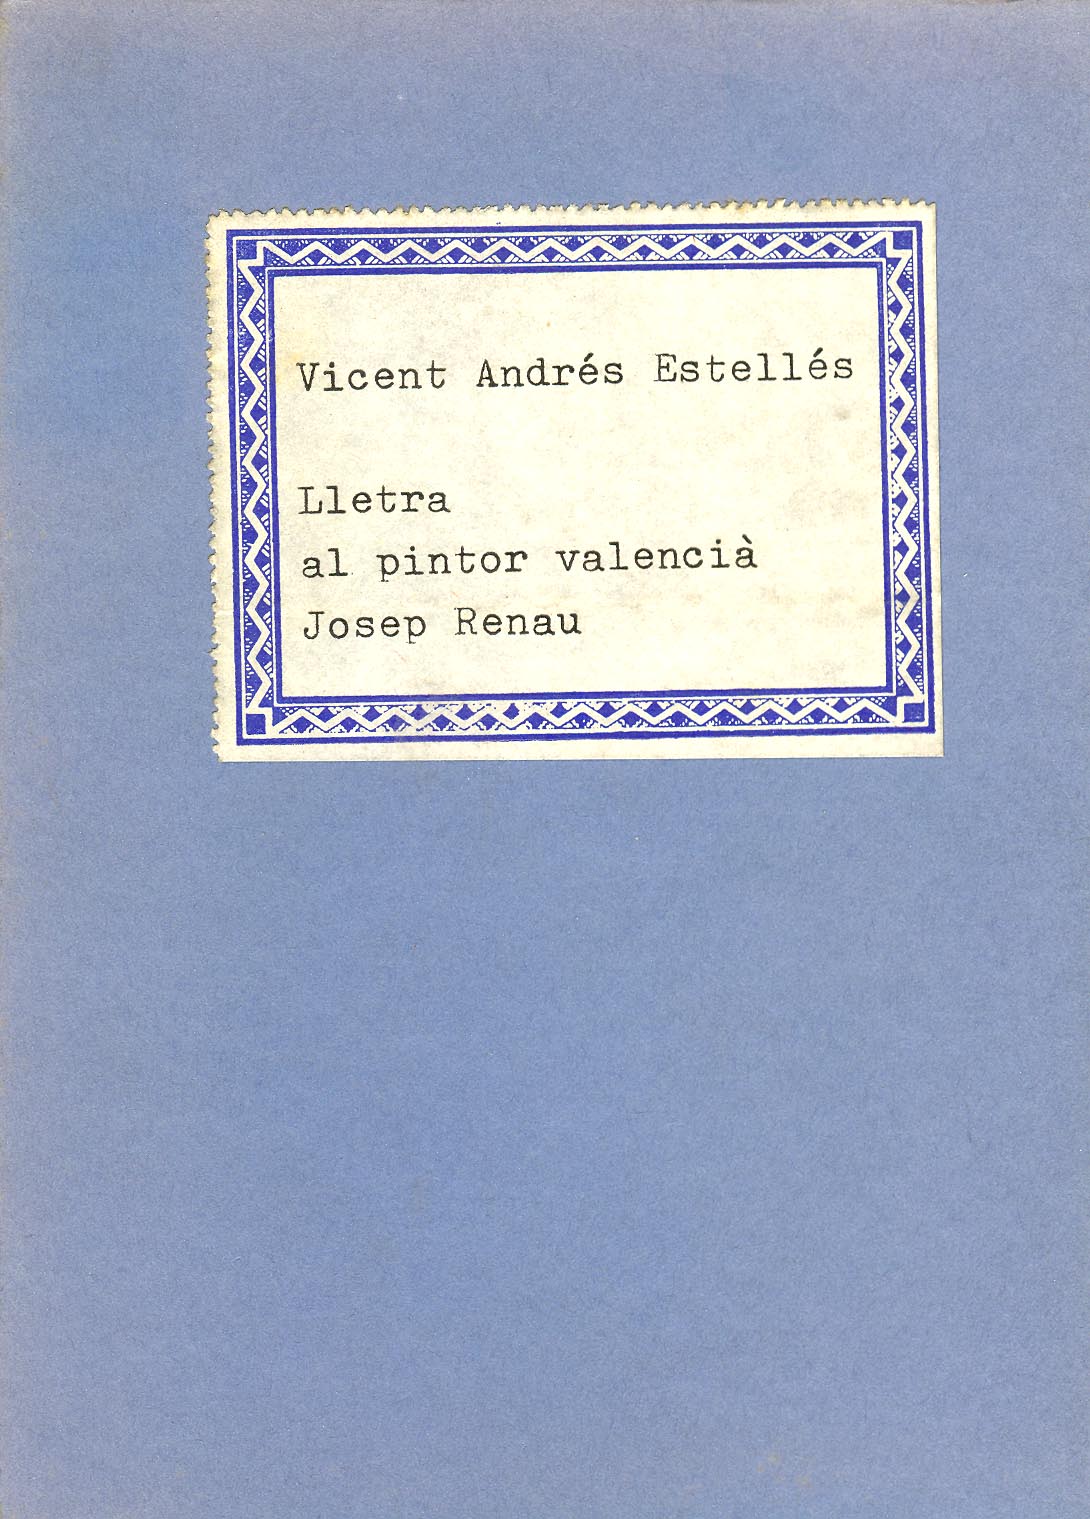 Vicent Andrés Estellés
Lletra
al pintor valencià
Josep Renau